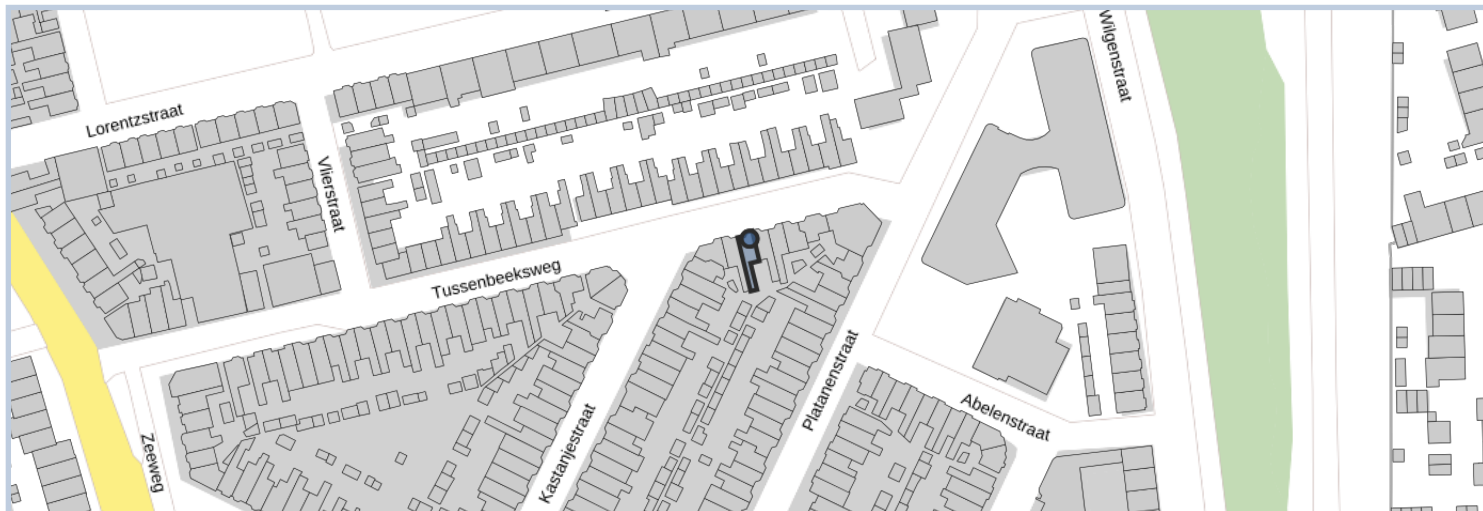 Wilgenstraat
Lorentzstraat
Vlierstraat
Tussenbeeksweg
Platanenstraat
Abelenstraat
Kastanjestraat
Zeeweg